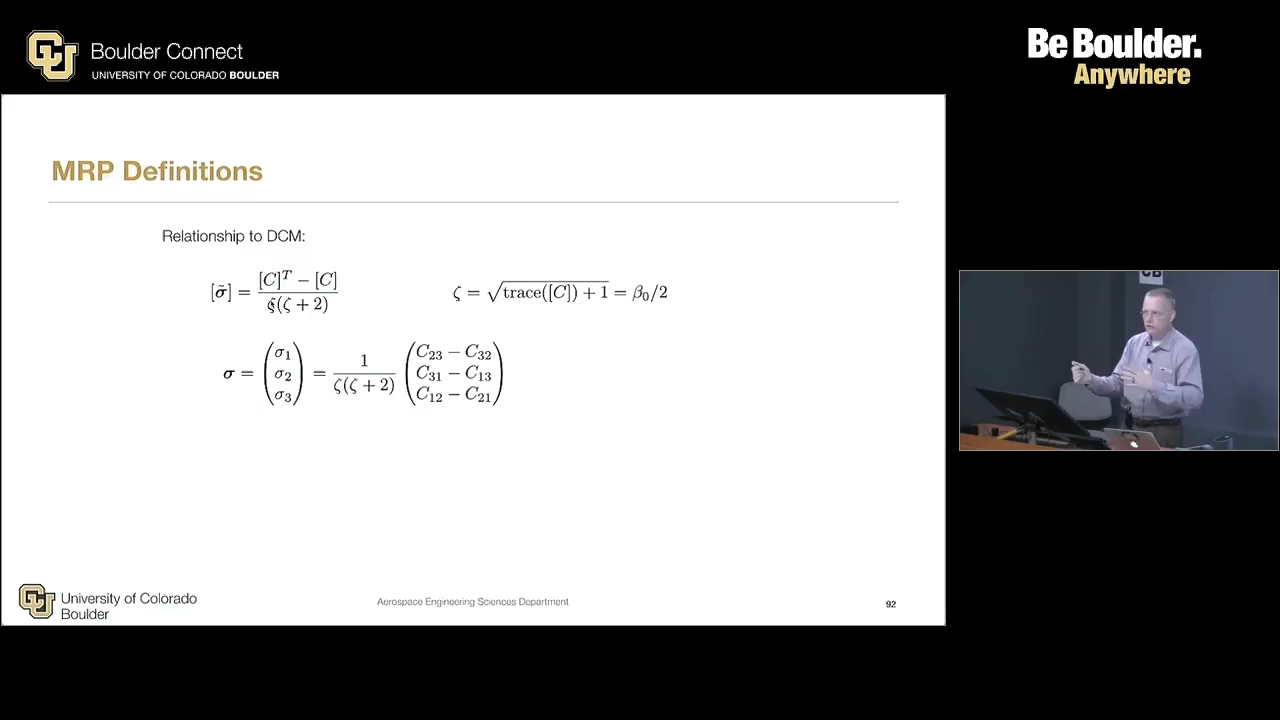 Boulder Connect
UNIVERSITY OF COLORADO BOULDER
Be Boulder.
Anywhere
MRP Definitions
Relationship to DCM:
[σ̃] = ([C]ᵀ − [C]) / (ζ(ζ + 2))
ζ = √(trace([C]) + 1) = β₀/2
σ = (σ₁ σ₂ σ₃) = 1 / (ζ(ζ + 2)) (C₂₃ − C₃₂ C₃₁ − C₁₃ C₁₂ − C₂₁)
University of Colorado
Boulder
Aerospace Engineering Sciences Department
92